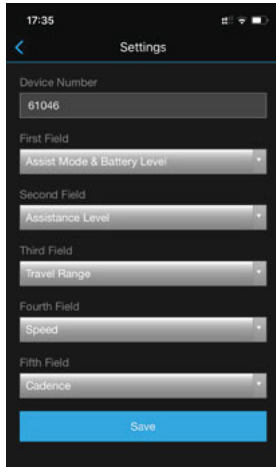 17:35
Settings
Device Number
61046
First Field
Assist Mode & Battery Level
Second Field
Assistance Level
Third Field
Travel Range
Fourth Field
Speed
Fifth Field
Cadence
Save